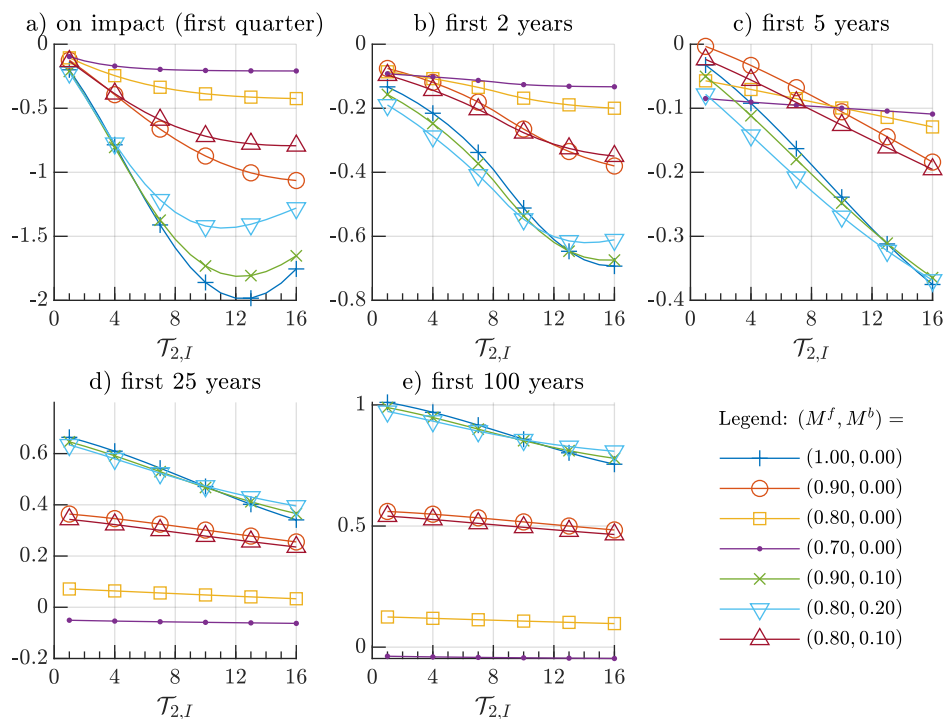 a) on impact (first quarter)
0
-0.5
-1
-1.5
-2
0 4 8 12 16
𝒯₂,I
b) first 2 years
0
-0.2
-0.4
-0.6
-0.8
0 4 8 12 16
𝒯₂,I
c) first 5 years
0
-0.1
-0.2
-0.3
-0.4
0 4 8 12 16
𝒯₂,I
d) first 25 years
0.6
0.4
0.2
0
-0.2
0 4 8 12 16
𝒯₂,I
e) first 100 years
1
0.5
0
0 4 8 12 16
𝒯₂,I
Legend: (Mᶠ, Mᵇ) =
(1.00, 0.00)
(0.90, 0.00)
(0.80, 0.00)
(0.70, 0.00)
(0.90, 0.10)
(0.80, 0.20)
(0.80, 0.10)